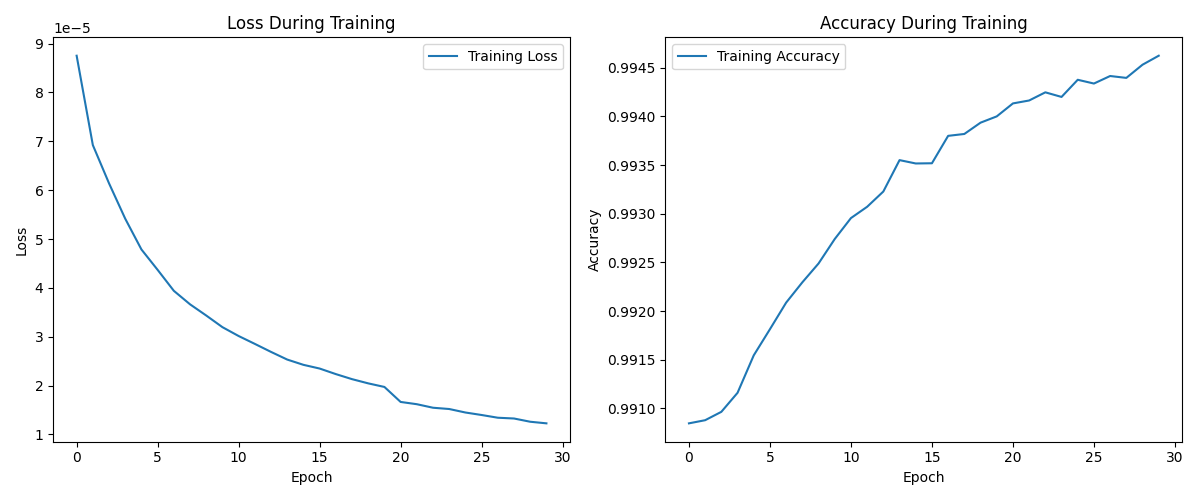 Loss During Training
1e−5
Training Loss
9
8
7
6
5
4
3
2
1
Loss
0 5 10 15 20 25 30
Epoch
Accuracy During Training
Training Accuracy
0.9945
0.9940
0.9935
0.9930
0.9925
0.9920
0.9915
0.9910
Accuracy
0 5 10 15 20 25 30
Epoch